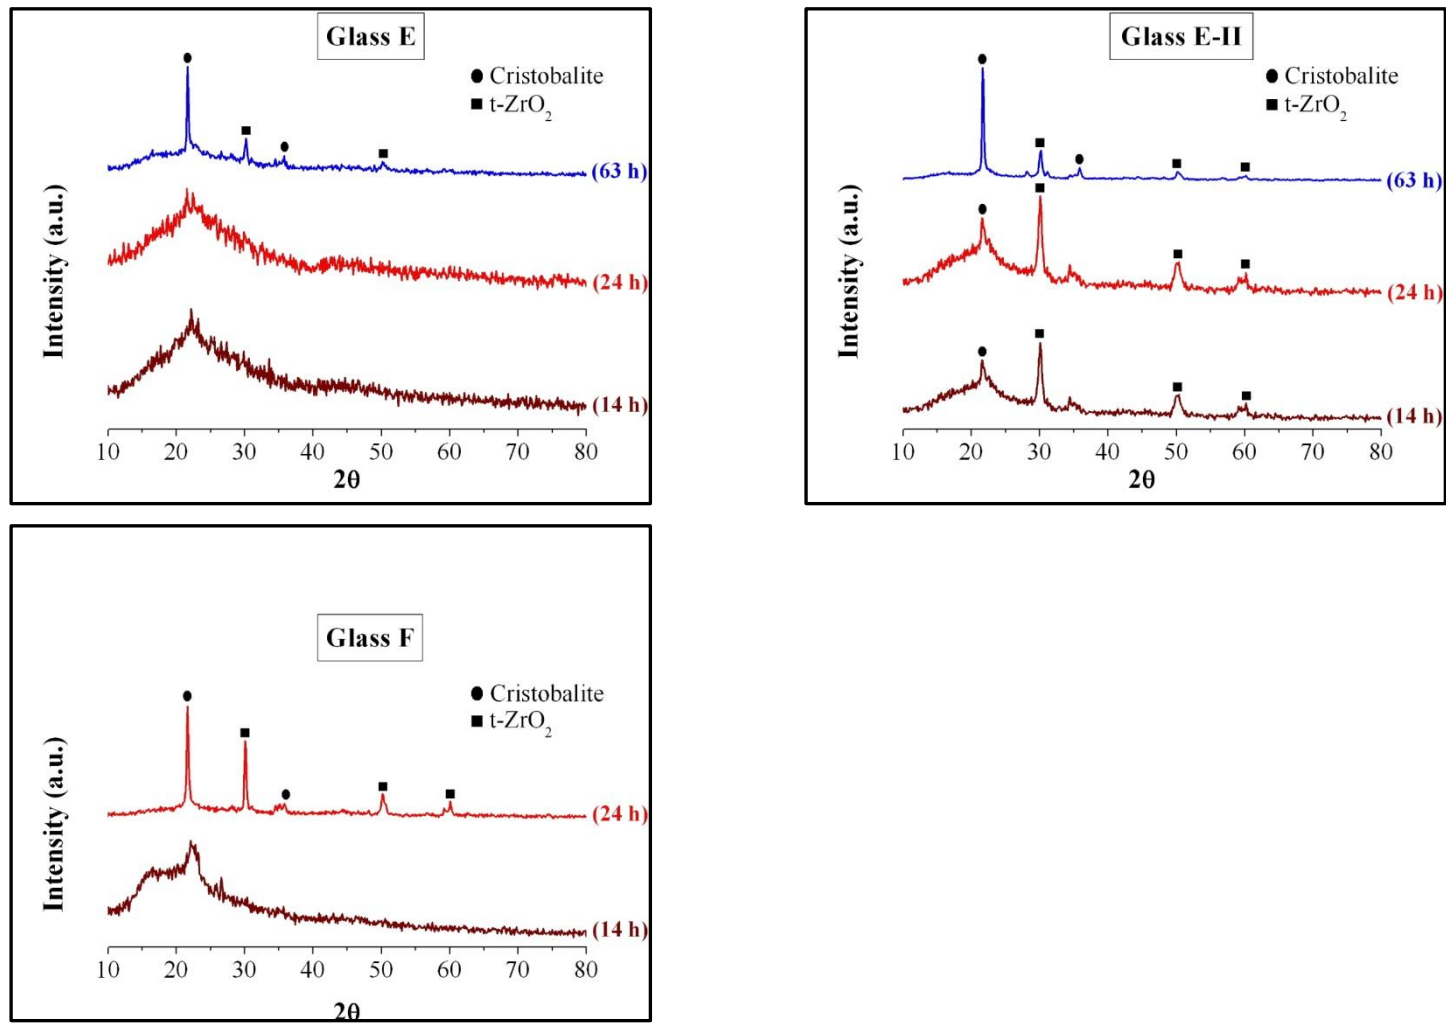 Glass E
● Cristobalite
■ t-ZrO₂
(63 h)
(24 h)
(14 h)
Intensity (a.u.)
10 20 30 40 50 60 70 80
2θ
Glass E-II
● Cristobalite
■ t-ZrO₂
(63 h)
(24 h)
(14 h)
Intensity (a.u.)
10 20 30 40 50 60 70 80
2θ
Glass F
● Cristobalite
■ t-ZrO₂
(24 h)
(14 h)
Intensity (a.u.)
10 20 30 40 50 60 70 80
2θ